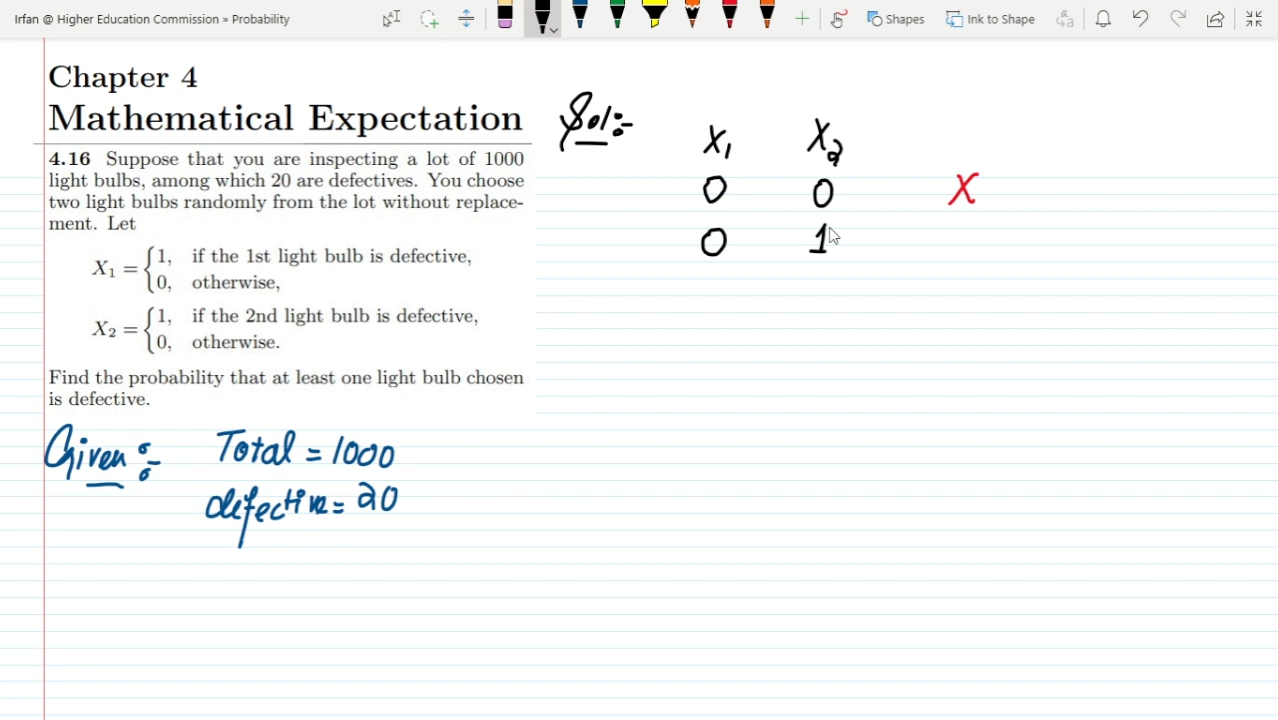 Irfan @ Higher Education Commission » Probability
Shapes
Ink to Shape
Chapter 4
Mathematical Expectation
4.16 Suppose that you are inspecting a lot of 1000
light bulbs, among which 20 are defectives. You choose
two light bulbs randomly from the lot without replace-
ment. Let
X₁ = { 1, if the 1st light bulb is defective,
0, otherwise,
X₂ = { 1, if the 2nd light bulb is defective,
0, otherwise.
Find the probability that at least one light bulb chosen
is defective.
Given :- Total = 1000
defective = 20
Sol:-
X₁ X₂
0 0 X
0 1